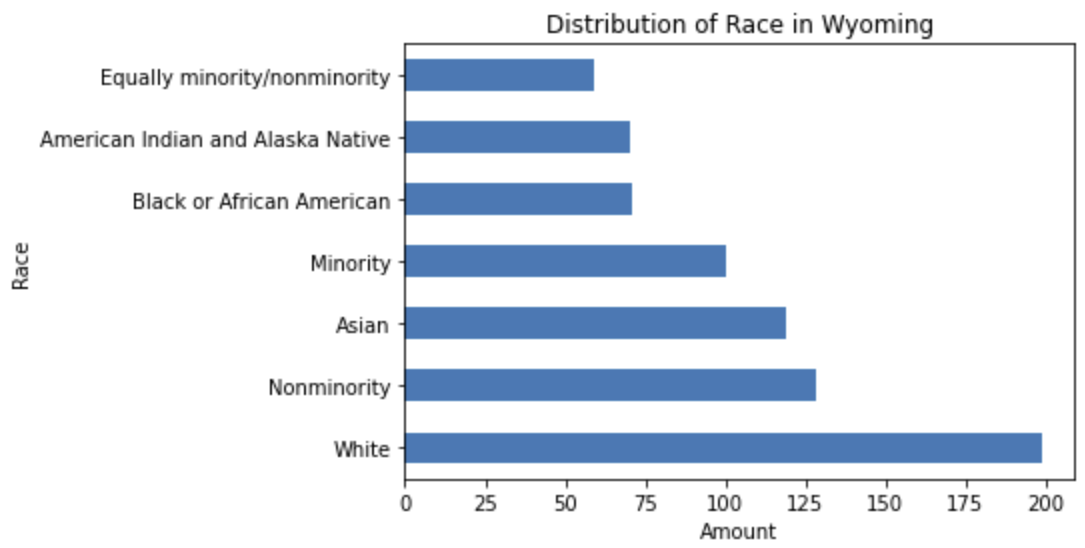 Distribution of Race in Wyoming
Equally minority/nonminority
American Indian and Alaska Native
Black or African American
Minority
Asian
Nonminority
White
Race
0 25 50 75 100 125 150 175 200
Amount